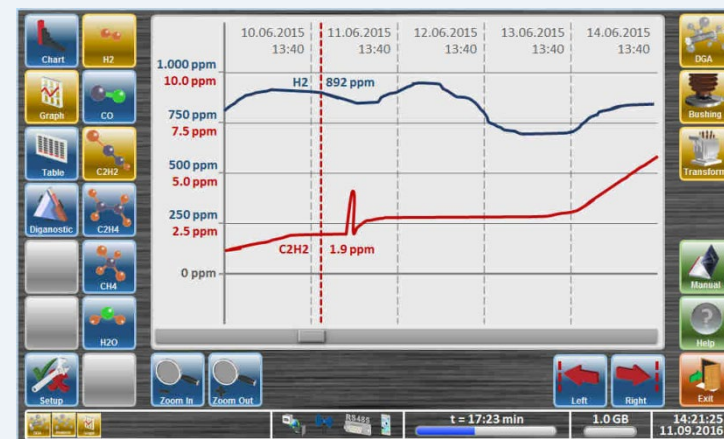 Chart
H2
Graph
CO
Table
C2H2
Diganostic
C2H4
CH4
H2O
Setup
10.06.2015 11.06.2015 12.06.2015 13.06.2015 14.06.2015
13:40 13:40 13:40 13:40 13:40
1.000 ppm
10.0 ppm
H2 892 ppm
750 ppm
7.5 ppm
500 ppm
5.0 ppm
250 ppm
2.5 ppm
C2H2 1.9 ppm
0 ppm
Zoom In
Zoom Out
Left
Right
DGA
Bushing
Transform
Manual
Help
Exit
RS485
t = 17:23 min
1.0 GB
14:21:25
11.09.2016